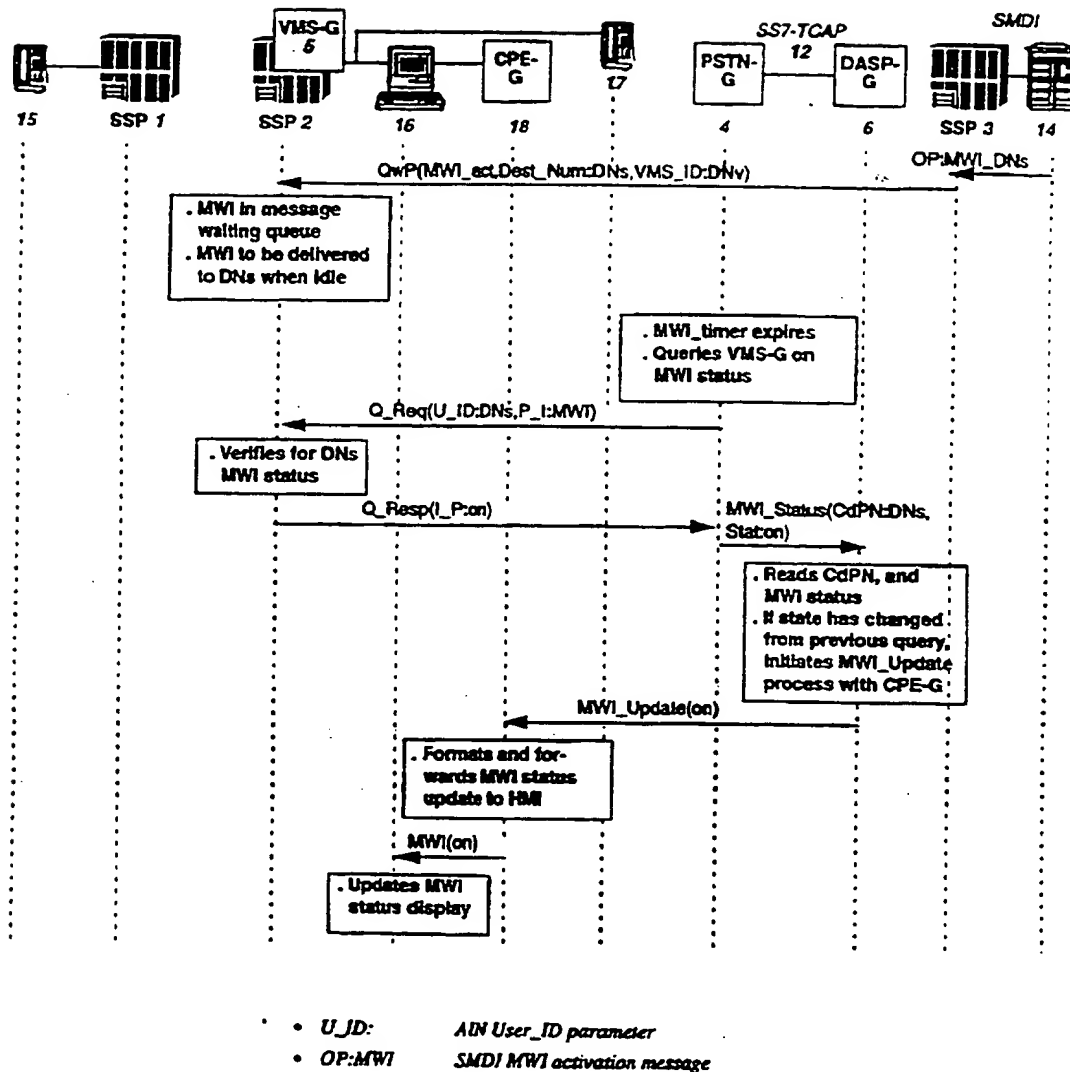 VMS-G
5
SS7-TCAP
12
SMDI
CPE-G
PSTN-G
DASP-G
15
SSP 1
SSP 2
16
18
17
4
6
SSP 3
14
OP:MWI_DNs
QwP(MWI_act,Dest_Num:DNs,VMS_ID:DNv)
. MWI in message
waiting queue
. MWI to be delivered
to DNs when idle
. MWI_timer expires
. Queries VMS-G on
MWI status
Q_Req(U_ID:DNs,P_I:MWI)
. Verifies for DNs
MWI status
Q_Resp(I_P:on)
MWI_Status(CdPN:DNs,
Stat:on)
. Reads CdPN, and
MWI status
. If state has changed
from previous query,
initiates MWI_Update
process with CPE-G
MWI_Update(on)
. Formats and for-
wards MWI status
update to HMI
MWI(on)
. Updates MWI
status display
• U_ID: AIN User_ID parameter
• OP:MWI SMDI MWI activation message